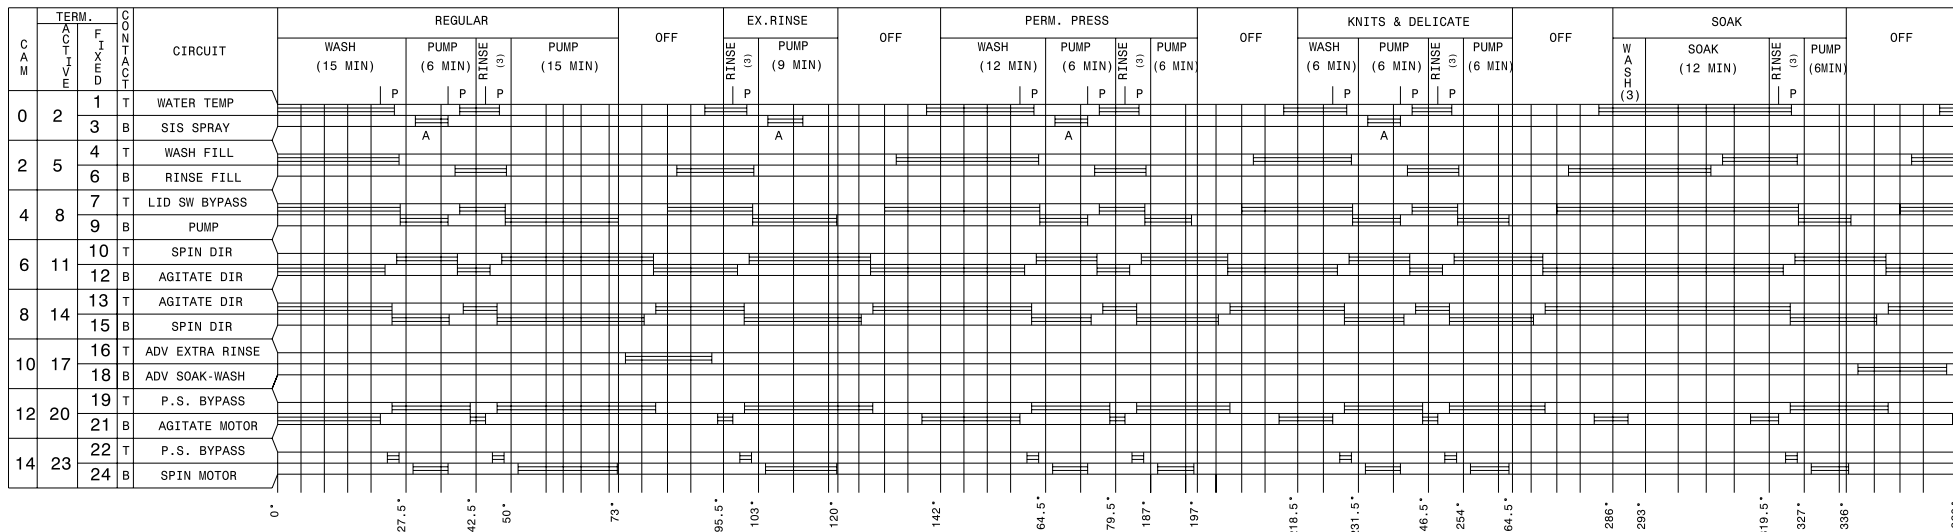 TERM.
REGULAR
OFF
EX.RINSE
OFF
PERM. PRESS
OFF
KNITS & DELICATE
OFF
SOAK
OFF
CAM
ACTIVE
FIXED
CONTACT
CIRCUIT
WASH
(15 MIN)
PUMP
(6 MIN)
RINSE
(3)
PUMP
(15 MIN)
RINSE
(3)
PUMP
(9 MIN)
WASH
(12 MIN)
PUMP
(6 MIN)
RINSE
(3)
PUMP
(6 MIN)
WASH
(6 MIN)
PUMP
(6 MIN)
RINSE
(3)
PUMP
(6 MIN)
WASH
(3)
SOAK
(12 MIN)
RINSE
(3)
PUMP
(6MIN)
P P P P P P P P
0 2 1 T WATER TEMP
3 B SIS SPRAY
A A A A
2 5 4 T WASH FILL
6 B RINSE FILL
4 8 7 T LID SW BYPASS
9 B PUMP
6 11 10 T SPIN DIR
12 B AGITATE DIR
8 14 13 T AGITATE DIR
15 B SPIN DIR
10 17 16 T ADV EXTRA RINSE
18 B ADV SOAK-WASH
12 20 19 T P.S. BYPASS
21 B AGITATE MOTOR
14 23 22 T P.S. BYPASS
24 B SPIN MOTOR
0° 27.5° 42.5° 50° 73° 95.5° 103° 120° 142° 64.5° 79.5° 187° 197° 18.5° 31.5° 46.5° 254° 64.5° 286° 293° 19.5° 327° 336°